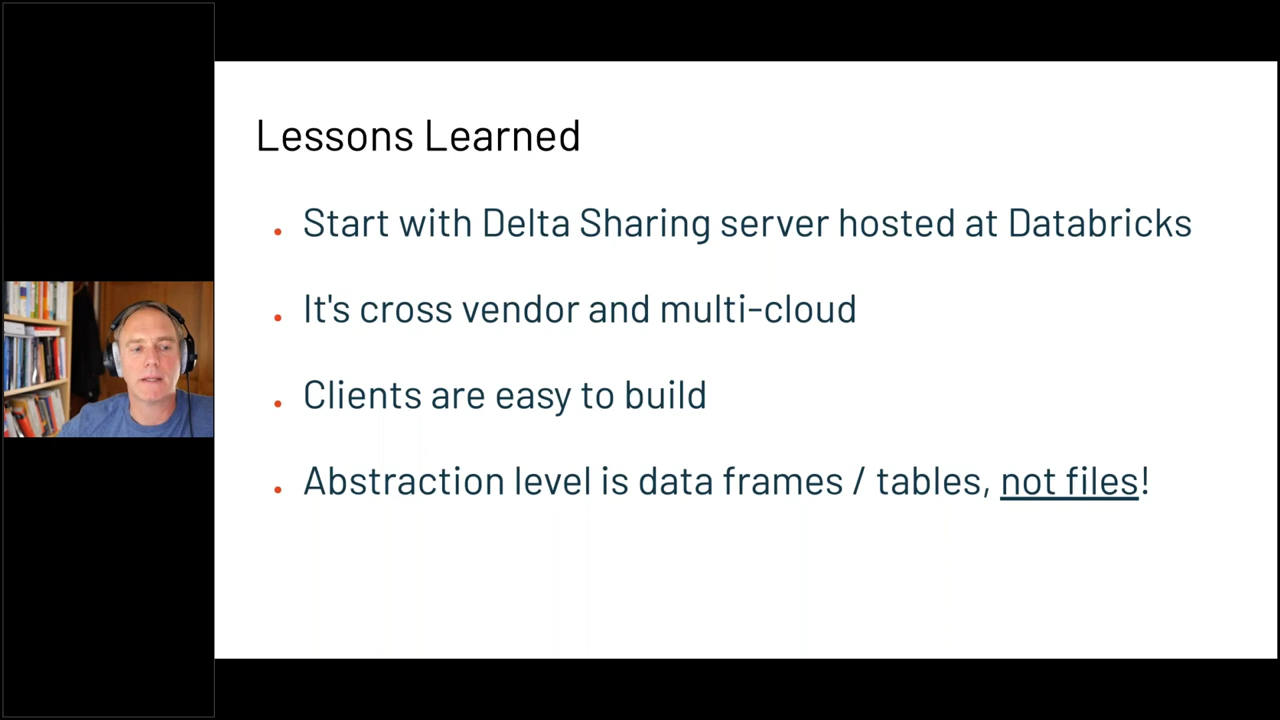 Lessons Learned
Start with Delta Sharing server hosted at Databricks
It's cross vendor and multi-cloud
Clients are easy to build
Abstraction level is data frames / tables, not files!